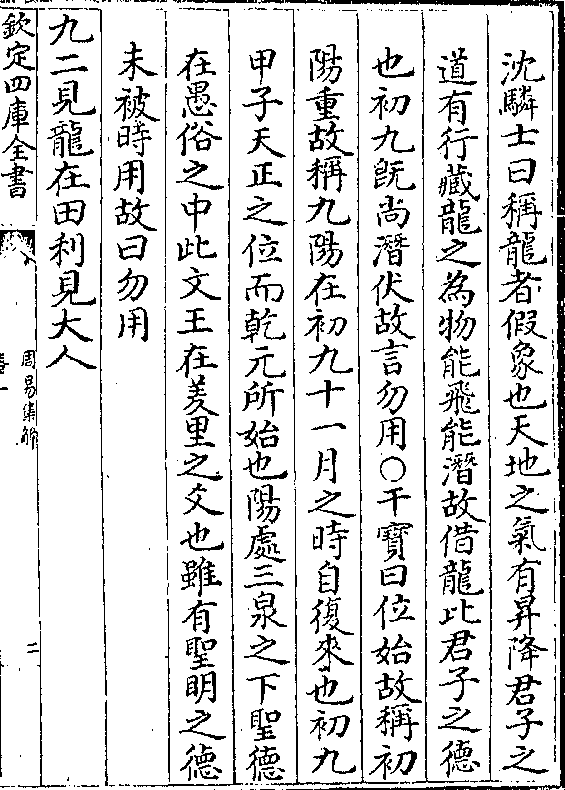 沈驎士曰稱龍者假象也天地之氣有昇降君子之
道有行藏龍之為物能飛能潛故借龍比君子之德
也初九既尚潛伏故言勿用○干寶曰位始故稱初
陽重故稱九陽在初九十一月之時自復來也初九
甲子天正之位而乾元所始也陽處三泉之下聖德
在愚俗之中此文王在羑里之爻也雖有聖明之德
未被時用故曰勿用
九二見龍在田利見大人
欽定四庫全書
周易集解
卷一
二